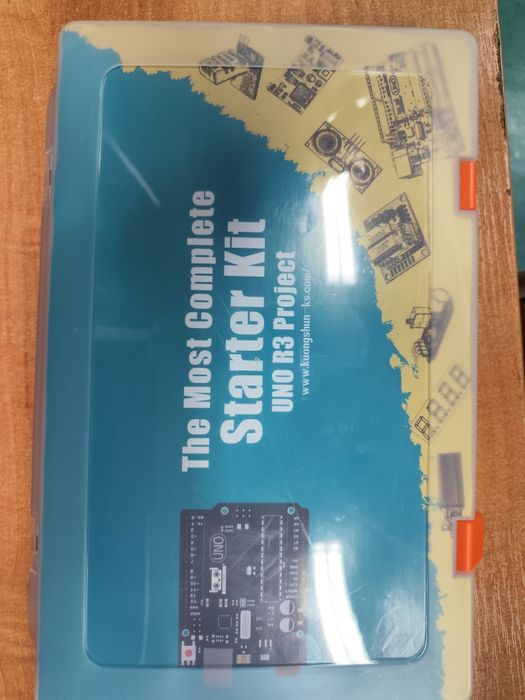 The Most Complete
Starter Kit
UNO R3 Project
www.kuongshun-ks.com/
UNO